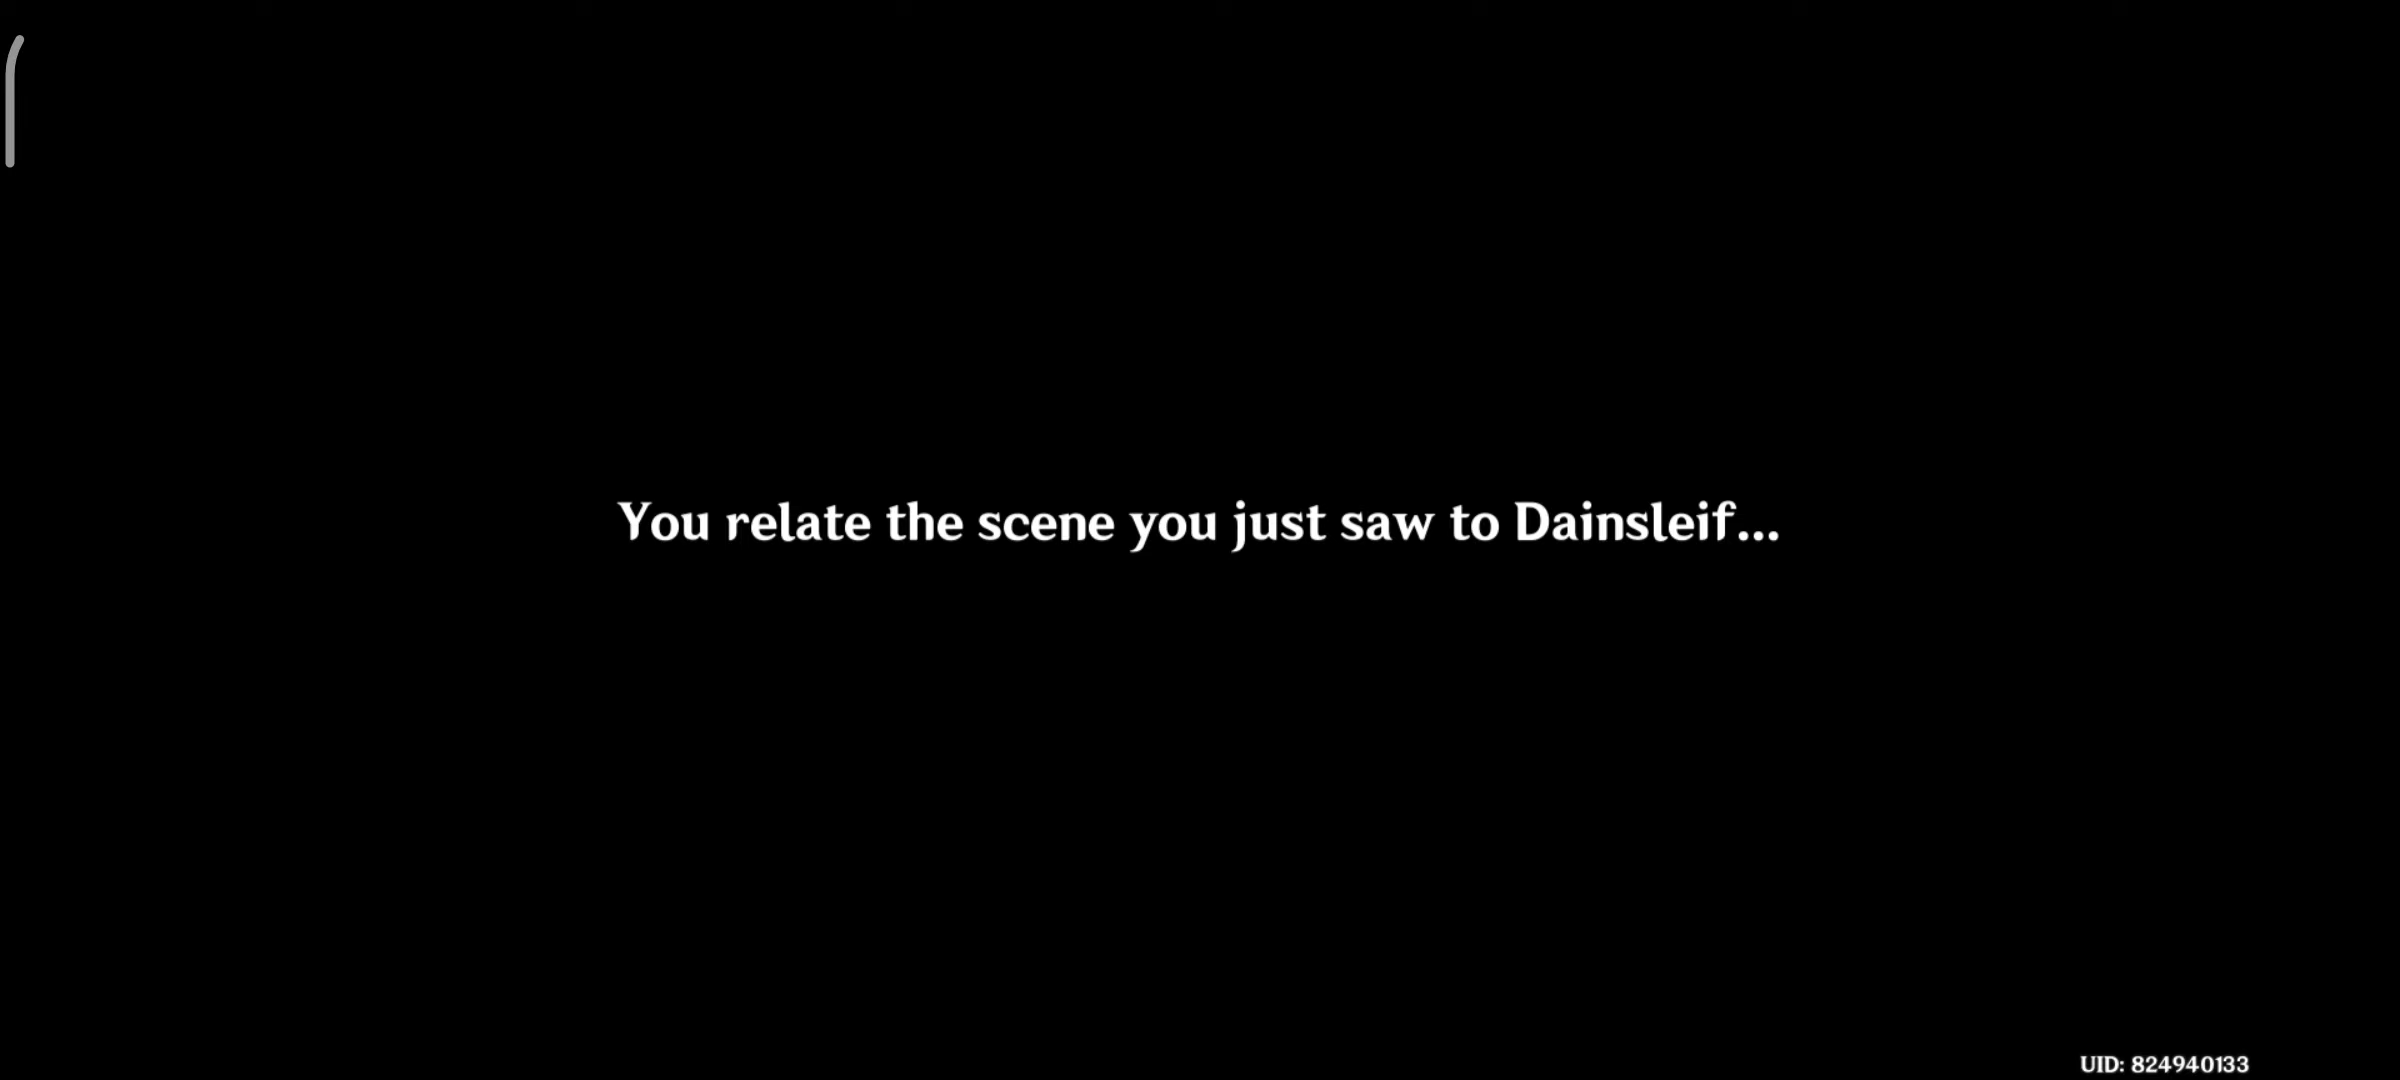 You relate the scene you just saw to Dainsleif...
UID: 824940133